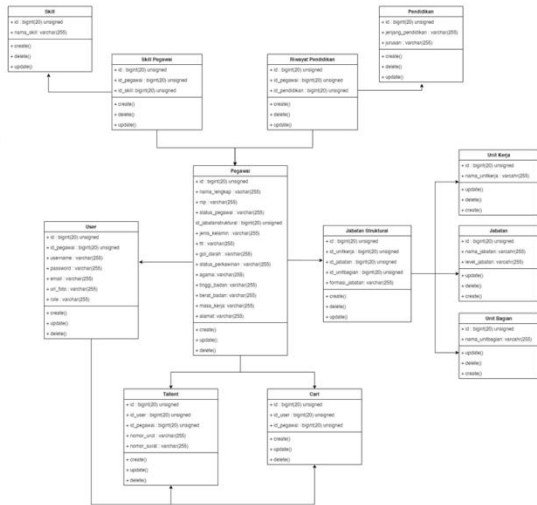 Skill
+ id : bigint(20) unsigned
+ nama_skill: varchar(255)
+ create()
+ delete()
+ update()
Pendidikan
+ id : bigint(20) unsigned
+ jenjang_pendidikan : varchar(255)
+ jurusan : varchar(255)
+ create()
+ delete()
+ update()
Skill Pegawai
+ id : bigint(20) unsigned
+ id_pegawai : bigint(20) unsigned
+ id_skill: bigint(20) unsigned
+ create()
+ delete()
+ update()
Riwayat Pendidikan
+ id : bigint(20) unsigned
+ id_pegawai : bigint(20) unsigned
+ id_pendidikan : bigint(20) unsigned
+ create()
+ delete()
+ update()
Pegawai
+ id : bigint(20) unsigned
+ nama_lengkap : varchar(255)
+ nip : varchar(255)
+ status_pegawai : varchar(255)
id_jabatanstruktural : bigint(20) unsigned
+ jenis_kelamin : varchar(255)
+ ttl : varchar(255)
+ gol_darah : varchar(255)
+ status_perkawinan : varchar(255)
+ agama : varchar(255)
+ tinggi_badan : varchar(255)
+ berat_badan : varchar(255)
+ masa_kerja : varchar(255)
+ alamat : varchar(255)
+ create()
+ update()
+ delete()
User
+ id : bigint(20) unsigned
+ id_pegawai : bigint(20) unsigned
+ username : varchar(255)
+ password : varchar(255)
+ email : varchar(255)
+ url_foto : varchar(255)
+ role : varchar(255)
+ create()
+ update()
+ delete()
Jabatan Struktural
+ id : bigint(20) unsigned
+ id_unitkerja : bigint(20) unsigned
+ id_jabatan : bigint(20) unsigned
+ id_unitbagian : bigint(20) unsigned
+ formasi_jabatan : varchar(255)
+ create()
+ delete()
+ update()
Unit Kerja
+ id : bigint(20) unsigned
+ nama_unitkerja : varcahr(255)
+ update()
+ delete()
+ create()
Jabatan
+ id : bigint(20) unsigned
+ nama_jabatan : varcahr(255)
+ level_jabatan : varcahr(255)
+ update()
+ delete()
+ create()
Unit Bagian
+ id : bigint(20) unsigned
+ nama_unitbagian : varcahr(255)
+ update()
+ delete()
+ create()
Tallent
+ id : bigint(20) unsigned
+ id_user : bigint(20) unsigned
+ id_pegawai : bigint(20) unsigned
+ nomor_urut : varchar(255)
+ nomor_surat : varchar(255)
+ create()
+ update()
+ delete()
Cart
+ id : bigint(20) unsigned
+ id_user : bigint(20) unsigned
+ id_pegawai : bigint(20) unsigned
+ create()
+ update()
+ delete()